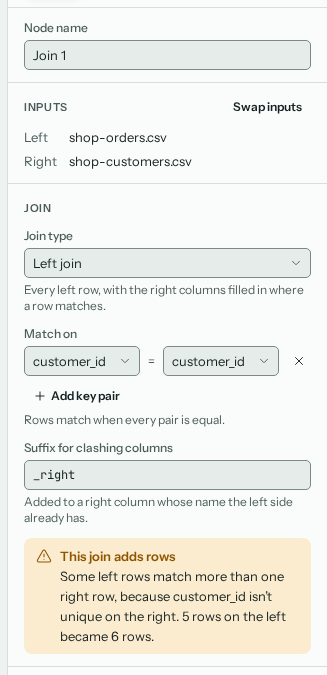 Node name
Join 1
INPUTS
Swap inputs
Left shop-orders.csv
Right shop-customers.csv
JOIN
Join type
Left join
Every left row, with the right columns filled in where
a row matches.
Match on
customer_id = customer_id
Add key pair
Rows match when every pair is equal.
Suffix for clashing columns
_right
Added to a right column whose name the left side
already has.
This join adds rows
Some left rows match more than one
right row, because customer_id isn't
unique on the right. 5 rows on the left
became 6 rows.